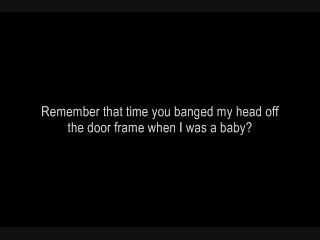 Remember that time you banged my head off
the door frame when I was a baby?